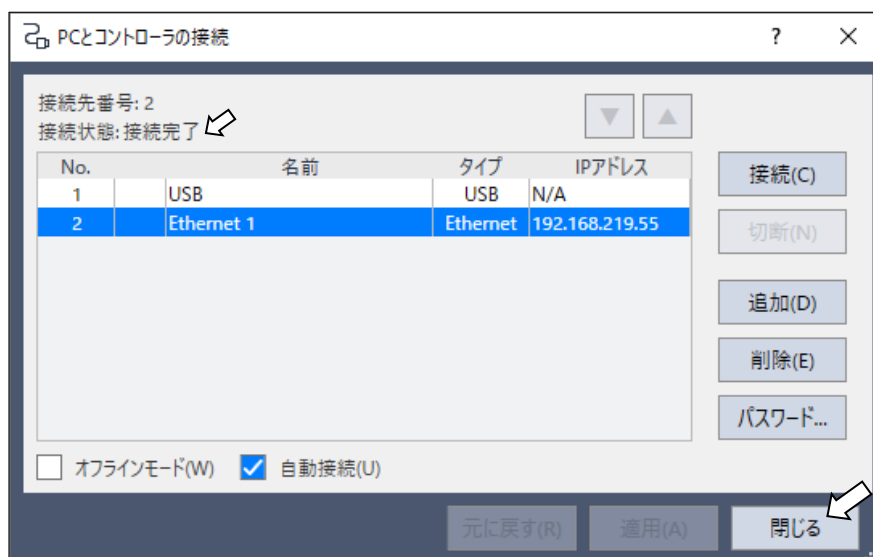 PCとコントローラの接続
接続先番号: 2
接続状態: 接続完了
No. 名前 タイプ IPアドレス
1 USB USB N/A
2 Ethernet 1 Ethernet 192.168.219.55
接続(C)
切断(N)
追加(D)
削除(E)
パスワード...
オフラインモード(W) 自動接続(U)
元に戻す(R) 適用(A) 閉じる